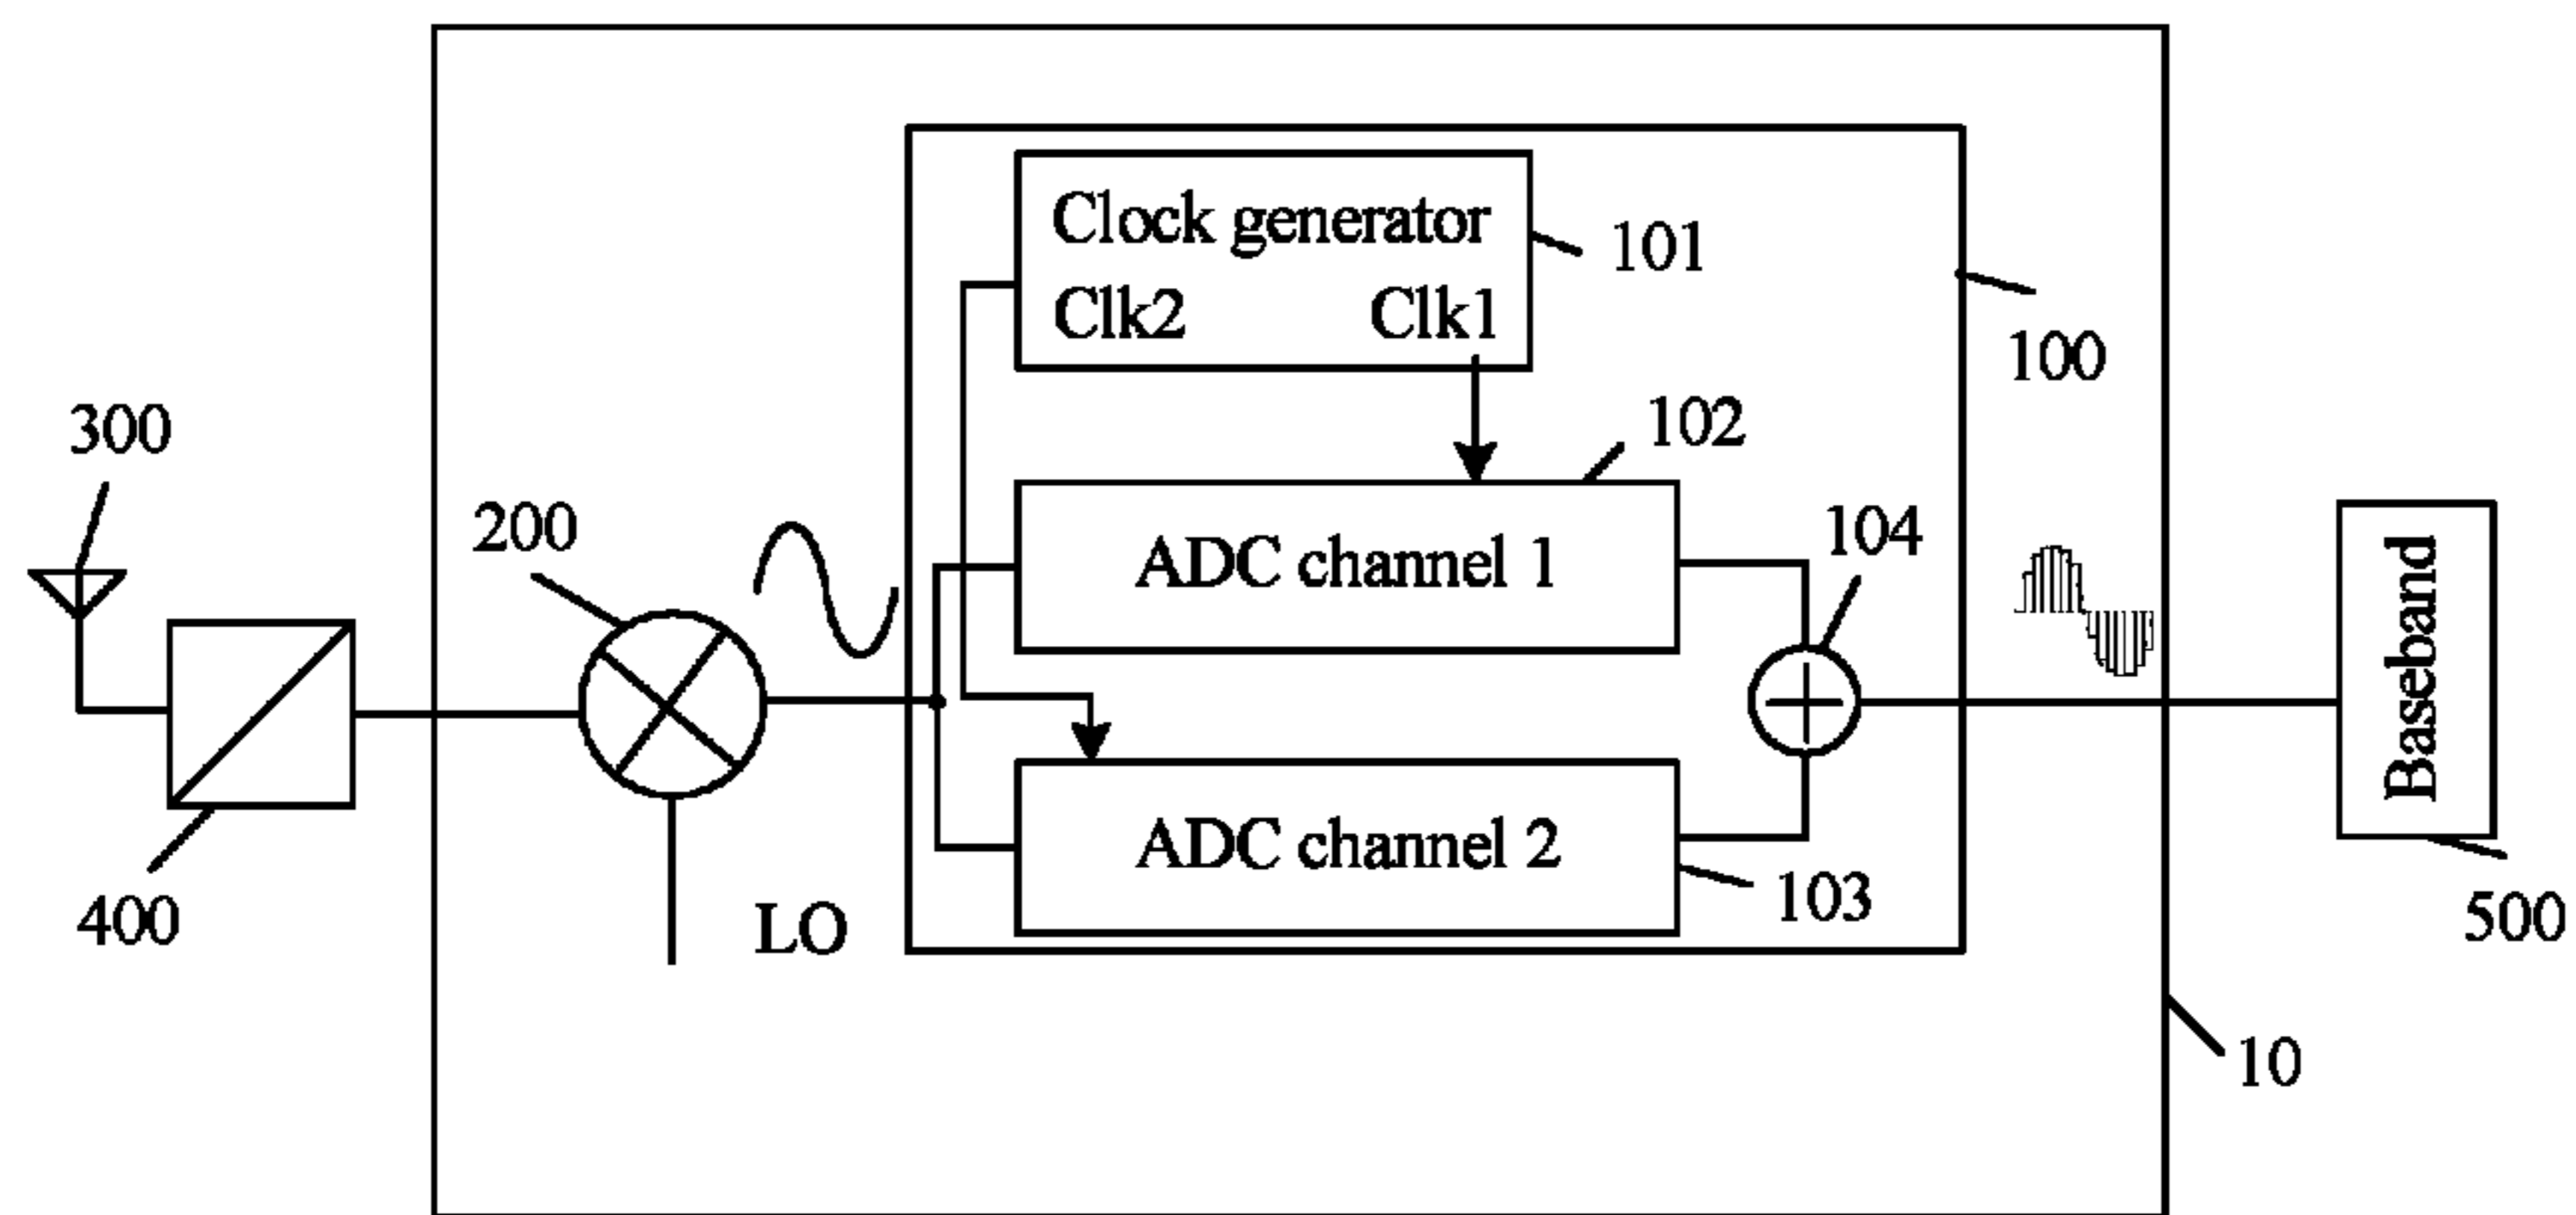 Clock generator
101
Clk2
Clk1
100
300
102
200
104
ADC channel 1
Baseband
ADC channel 2
103
400
LO
500
10